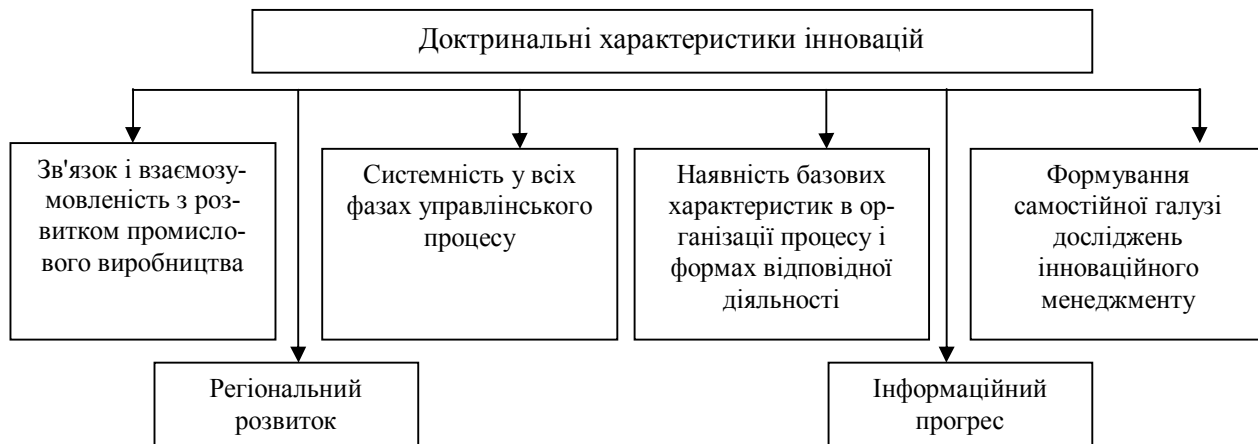 Доктринальні характеристики інновацій
Зв'язок і взаємозу-
мовленість з роз-
витком промисло-
вого виробництва
Системність у всіх
фазах управлінського
процесу
Наявність базових
характеристик в ор-
ганізації процесу і
формах відповідної
діяльності
Формування
самостійної галузі
досліджень
інноваційного
менеджменту
Регіональний
розвиток
Інформаційний
прогрес